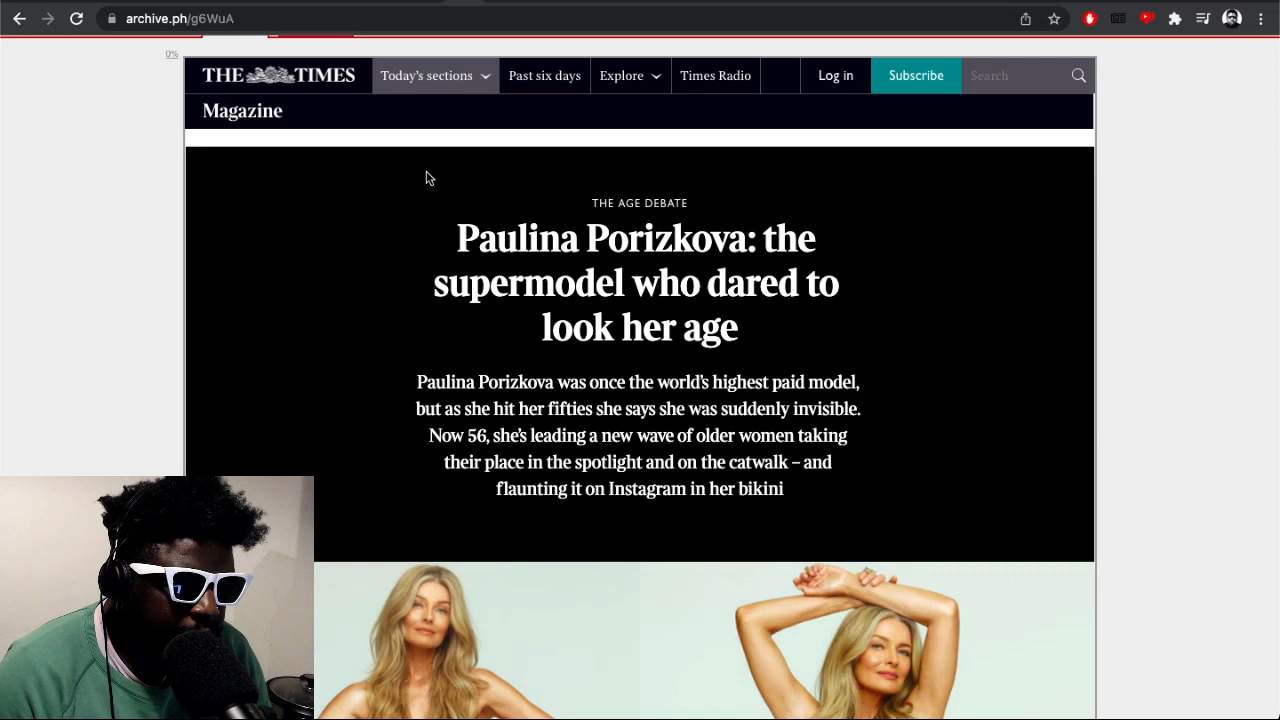 archive.ph/g6WuA
0%
THE TIMES
Today's sections
Past six days
Explore
Times Radio
Log in
Subscribe
Search
Magazine
THE AGE DEBATE
Paulina Porizkova: the
supermodel who dared to
look her age
Paulina Porizkova was once the world's highest paid model,
but as she hit her fifties she says she was suddenly invisible.
Now 56, she's leading a new wave of older women taking
their place in the spotlight and on the catwalk – and
flaunting it on Instagram in her bikini